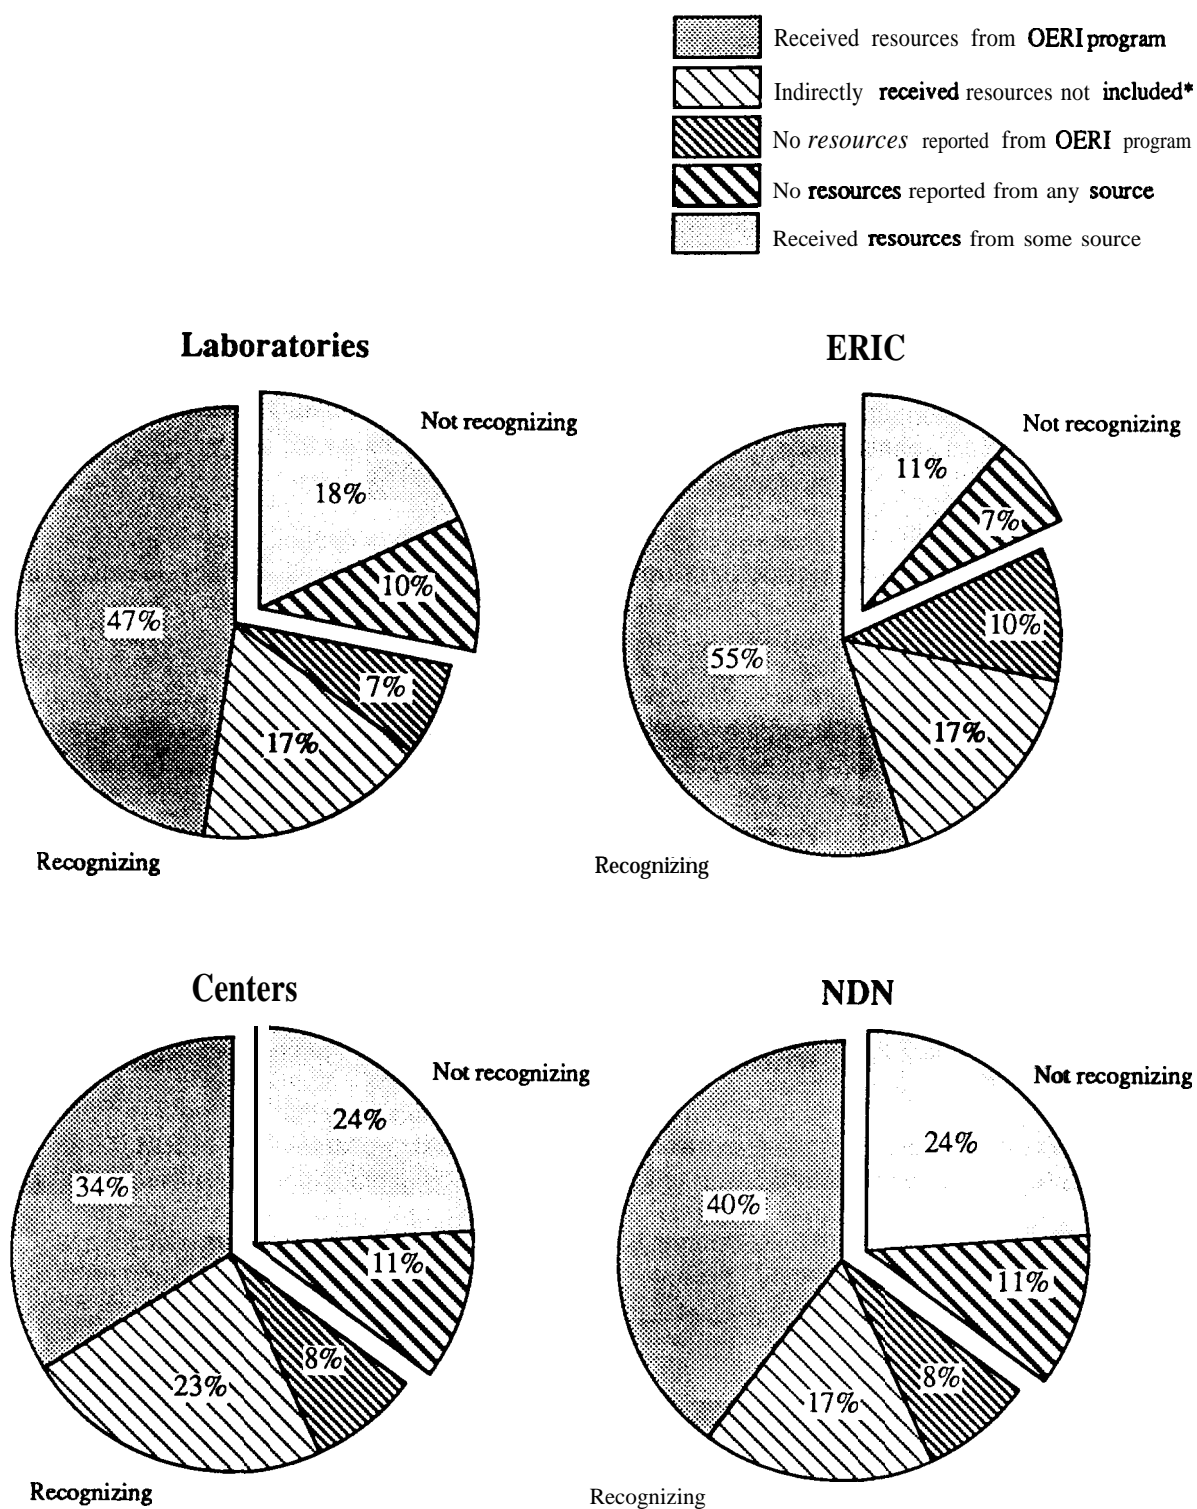 Received resources from OERI program
Indirectly received resources not included*
No resources reported from OERI program
No resources reported from any source
Received resources from some source
Laboratories
Not recognizing
18%
10%
47%
7%
17%
Recognizing
ERIC
Not recognizing
11%
7%
10%
55%
17%
Recognizing
Centers
Not recognizing
24%
34%
11%
8%
23%
Recognizing
NDN
Not recognizing
24%
40%
11%
8%
17%
Recognizing